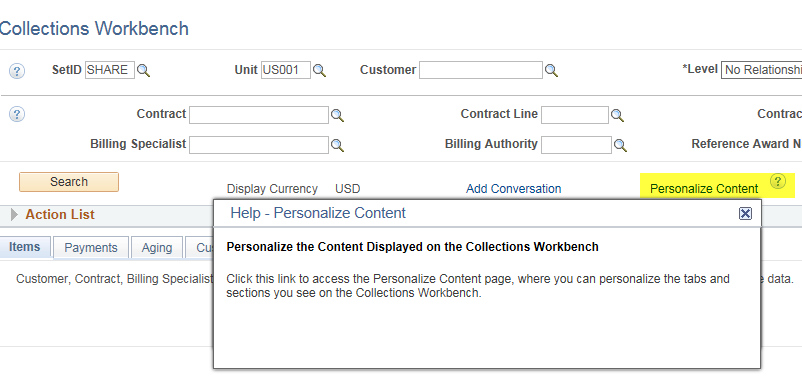 Collections Workbench
SetID SHARE Unit US001 Customer *Level No Relationshi
Contract Contract Line Contrac
Billing Specialist Billing Authority Reference Award N
Search Display Currency USD Add Conversation Personalize Content
Action List
Help - Personalize Content
Items Payments Aging Cu
Personalize the Content Displayed on the Collections Workbench
Customer, Contract, Billing Specialist
data.
Click this link to access the Personalize Content page, where you can personalize the tabs and
sections you see on the Collections Workbench.